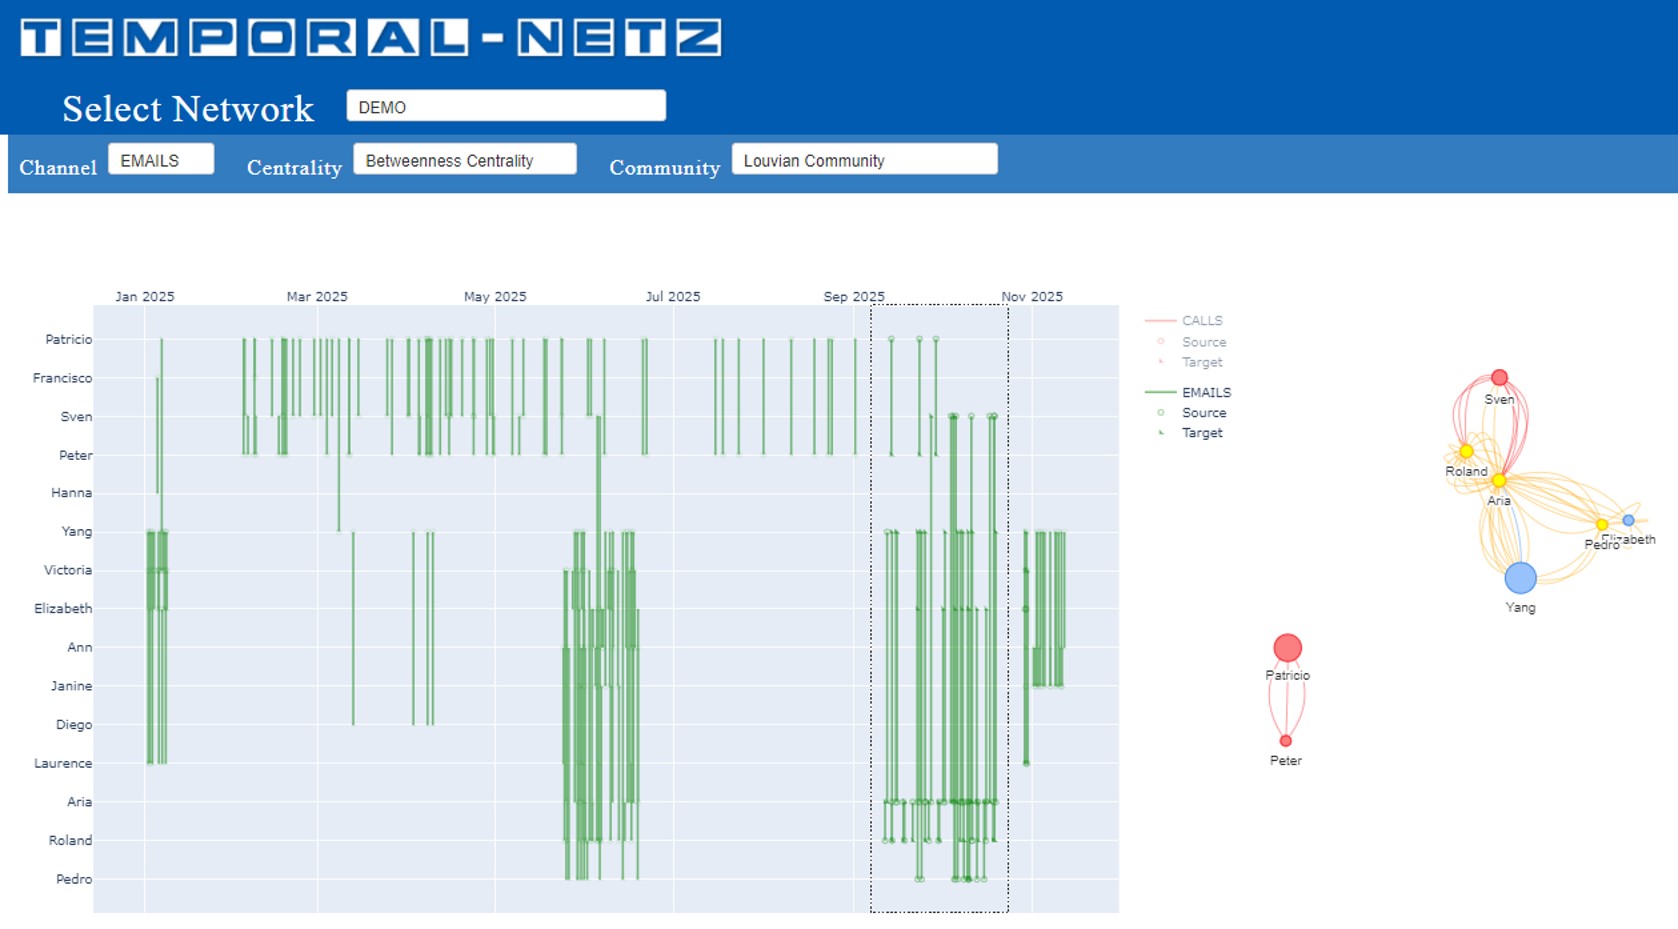 TEMPORAL-NETZ
Select Network DEMO
Channel EMAILS Centrality Betweenness Centrality Community Louvian Community
Jan 2025 Mar 2025 May 2025 Jul 2025 Sep 2025 Nov 2025
Patricio
Francisco
Sven
Peter
Hanna
Yang
Victoria
Elizabeth
Ann
Janine
Diego
Laurence
Aria
Roland
Pedro
CALLS
Source
Target
EMAILS
Source
Target
Sven
Roland
Aria
Elizabeth
Pedro
Yang
Patricio
Peter